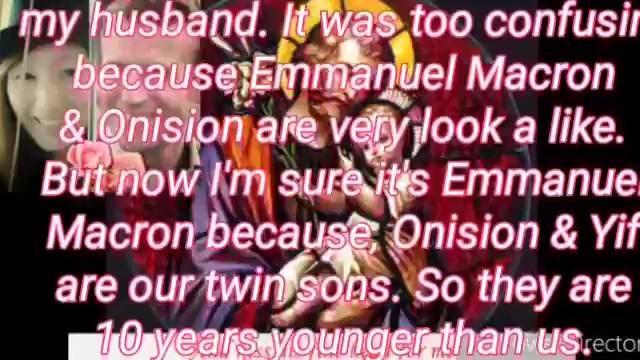 my husband. It was too confusin
because Emmanuel Macron
& Onision are very look a like.
But now I'm sure it's Emmanue
Macron because, Onision & Yif
are our twin sons. So they are
10 years younger than us.